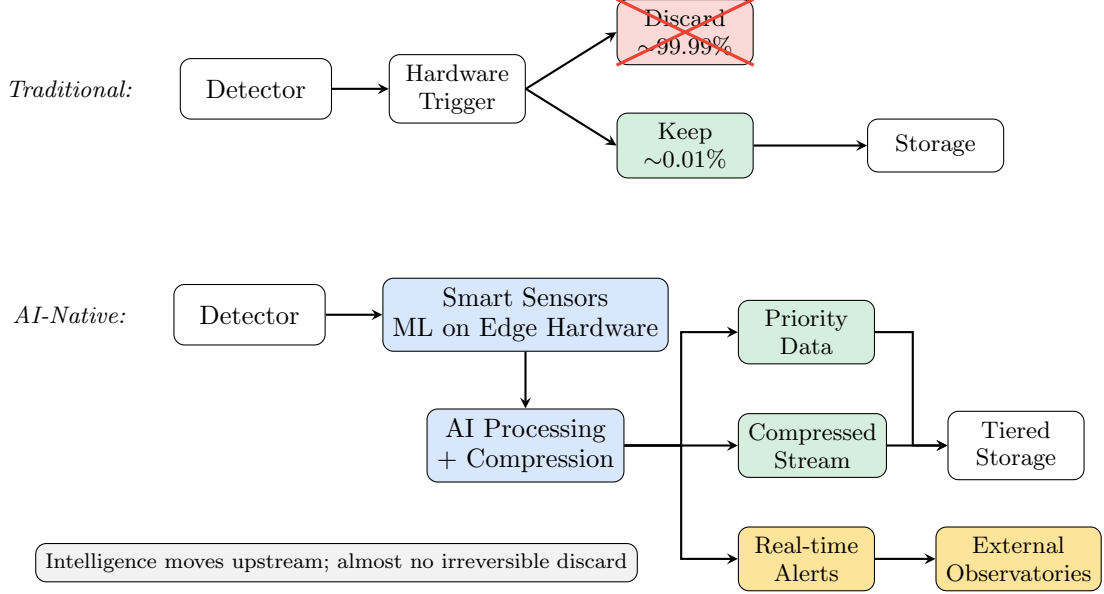 Discard
~99.99%
Traditional:
Detector
Hardware
Trigger
Keep
~0.01%
Storage
AI-Native:
Detector
Smart Sensors
ML on Edge Hardware
Priority
Data
AI Processing
+ Compression
Compressed
Stream
Tiered
Storage
Real-time
Alerts
External
Observatories
Intelligence moves upstream; almost no irreversible discard